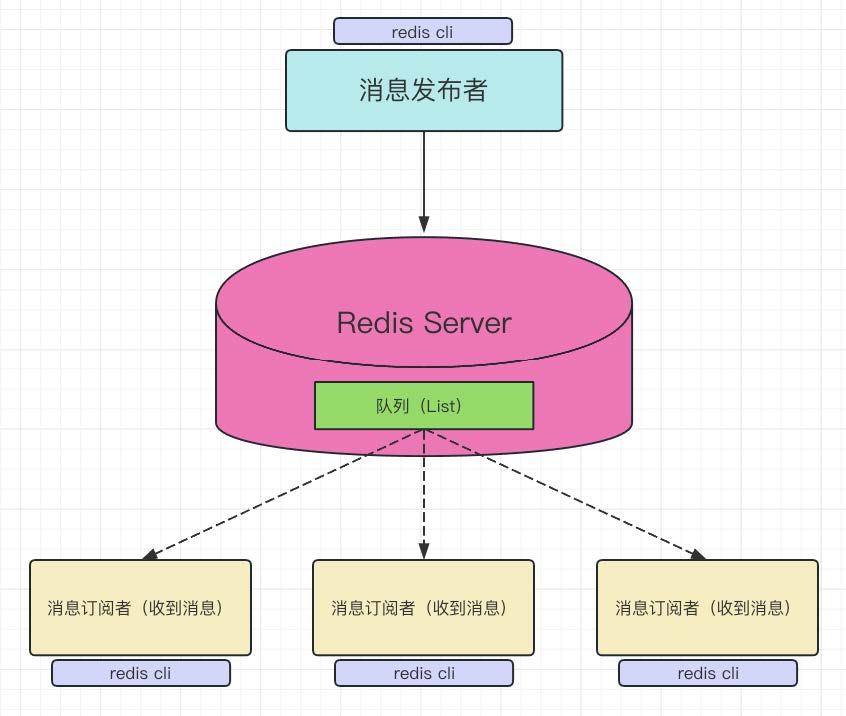 redis cli
消息发布者
Redis Server
队列（List）
消息订阅者（收到消息）
消息订阅者（收到消息）
消息订阅者（收到消息）
redis cli
redis cli
redis cli